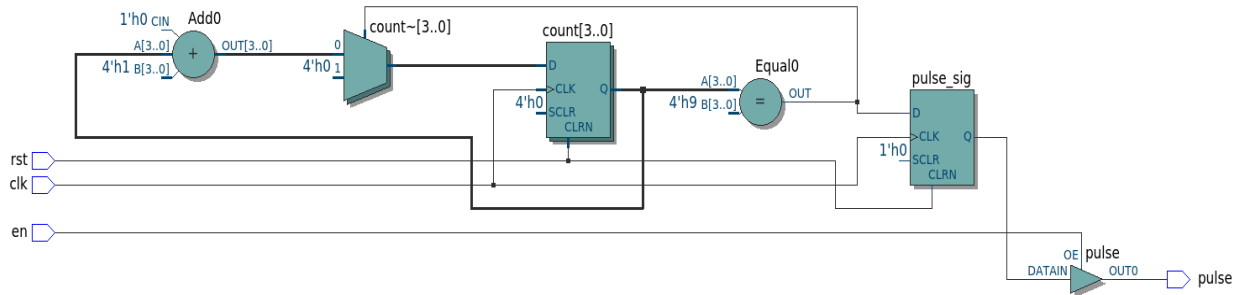 Add0
1'h0 CIN
A[3..0]
4'h1 B[3..0]
+
OUT[3..0]
count~[3..0]
0
4'h0 1
count[3..0]
D
CLK
4'h0
SCLR
CLRN
Q
Equal0
A[3..0]
4'h9 B[3..0]
=
OUT
pulse_sig
D
CLK
1'h0
SCLR
CLRN
Q
rst
clk
en
OE
pulse
DATAIN
OUT0
pulse